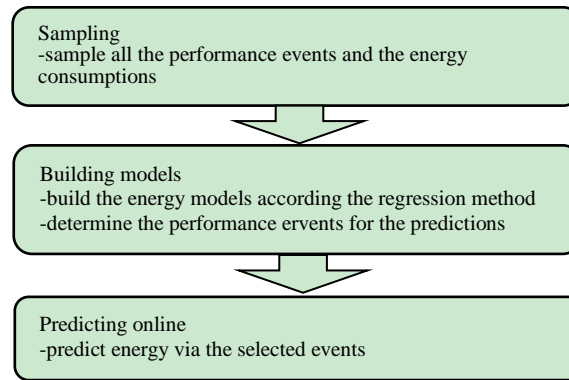 Sampling
-sample all the performance events and the energy
consumptions
Building models
-build the energy models according the regression method
-determine the performance ervents for the predictions
Predicting online
-predict energy via the selected events